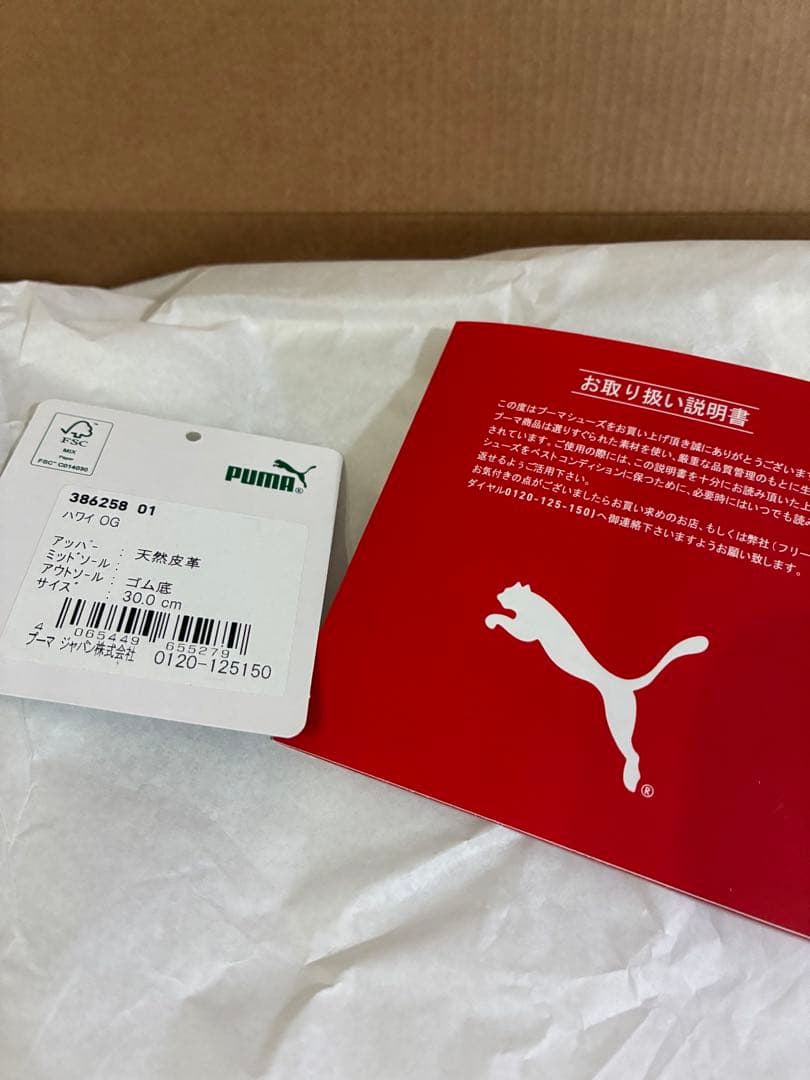 FSC
MIX
Paper
FSC™ C014030
PUMA®
386258 01
ハワイ OG
アッパー : 天然皮革
ミッドソール :
アウトソール : ゴム底
サイズ : 30.0 cm
4 065449 655279
プーマ ジャパン株式会社 0120-125150
お取り扱い説明書
この度はプーマシューズをお買い上げ頂き誠にありがとうございます
プーマ商品は選りすぐられた素材を使い、厳重な品質管理のもとに生
されています。ご使用の際には、この説明書を十分にお読み頂いた上
シューズをベストコンディションに保つために、必要時にはいつでも読み
返せるようご活用下さい。
お気付きの点がございましたらお買い求めのお店、もしくは弊社(フリー
ダイヤル0120-125-150)へ御連絡下さいますようお願い致します。
®